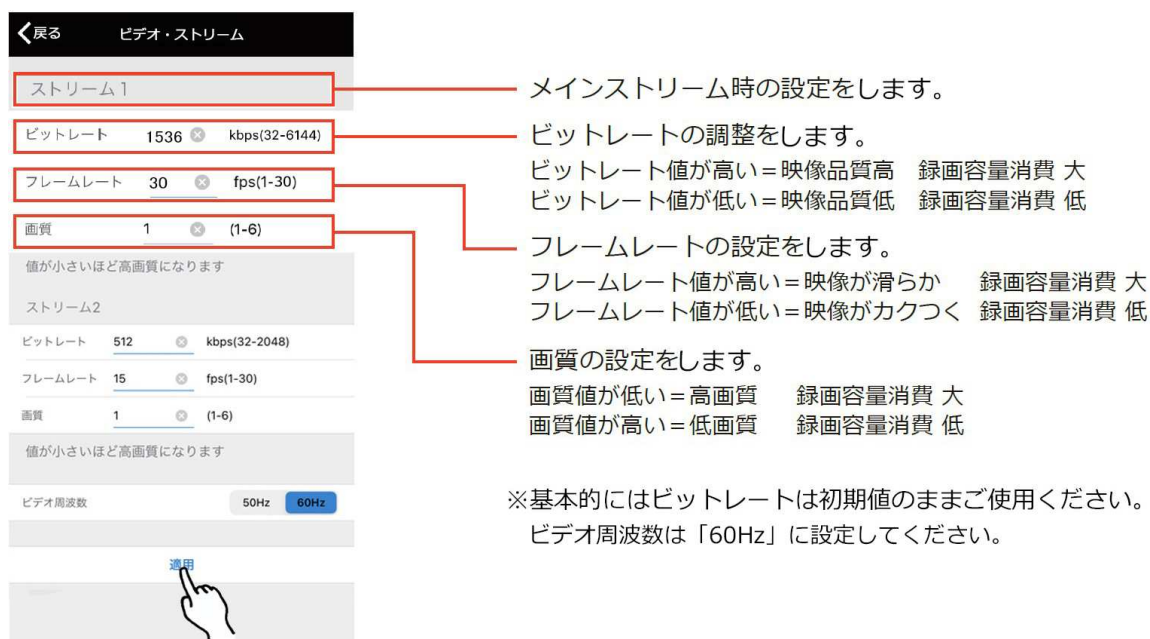 戻る ビデオ・ストリーム
ストリーム1
ビットレート 1536 kbps(32-6144)
フレームレート 30 fps(1-30)
画質 1 (1-6)
値が小さいほど高画質になります
ストリーム2
ビットレート 512 kbps(32-2048)
フレームレート 15 fps(1-30)
画質 1 (1-6)
値が小さいほど高画質になります
ビデオ周波数 50Hz 60Hz
適用
メインストリーム時の設定をします。
ビットレートの調整をします。
ビットレート値が高い=映像品質高 録画容量消費 大
ビットレート値が低い=映像品質低 録画容量消費 低
フレームレートの設定をします。
フレームレート値が高い=映像が滑らか 録画容量消費 大
フレームレート値が低い=映像がカクつく 録画容量消費 低
画質の設定をします。
画質値が低い=高画質 録画容量消費 大
画質値が高い=低画質 録画容量消費 低
※基本的にはビットレートは初期値のままご使用ください。
ビデオ周波数は「60Hz」に設定してください。